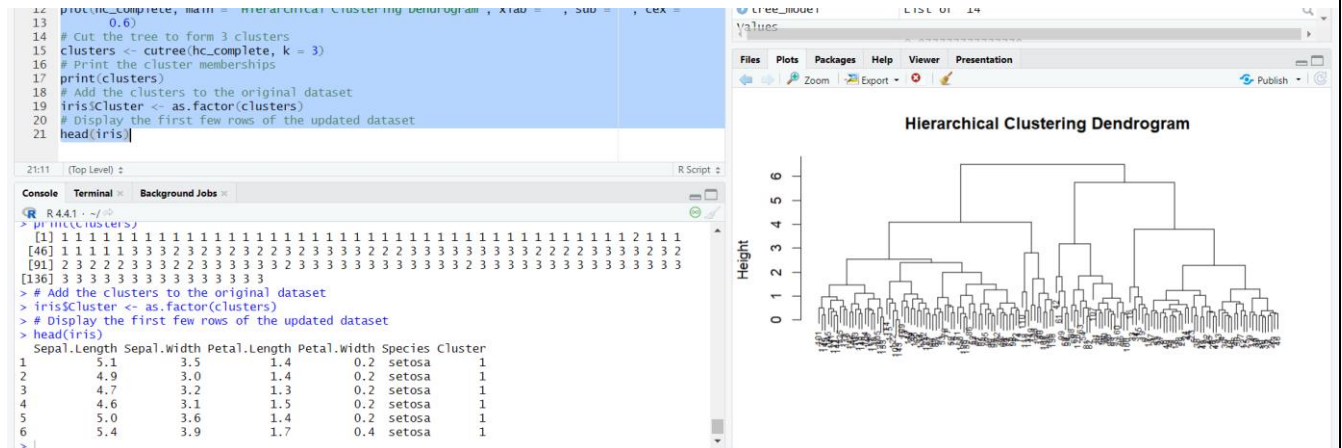 12 plot(hc_complete, main = "Hierarchical Clustering Dendrogram", xlab = "", sub = "", cex =
13 0.6)
14 # Cut the tree to form 3 clusters
15 clusters <- cutree(hc_complete, k = 3)
16 # Print the cluster memberships
17 print(clusters)
18 # Add the clusters to the original dataset
19 iris$Cluster <- as.factor(clusters)
20 # Display the first few rows of the updated dataset
21 head(iris)
21:11 (Top Level) R Script
Console Terminal Background Jobs
R R 4.4.1 · ~/
> print(clusters)
[1] 1 1 1 1 1 1 1 1 1 1 1 1 1 1 1 1 1 1 1 1 1 1 1 1 1 1 1 1 1 1 1 1 1 1 1 1 1 1 1 1 1 2 1 1 1
[46] 1 1 1 1 1 3 3 3 2 3 2 3 2 3 2 2 3 2 3 2 3 3 2 2 2 3 3 3 3 3 3 3 3 2 2 2 2 3 3 3 3 2 3 2
[91] 2 3 2 2 2 3 3 3 2 2 3 3 3 3 3 3 2 3 3 3 3 3 3 3 3 3 3 3 3 2 3 3 3 3 3 3 3 3 3 3 3 3 3 3 3
[136] 3 3 3 3 3 3 3 3 3 3 3 3 3 3 3
> # Add the clusters to the original dataset
> iris$Cluster <- as.factor(clusters)
> # Display the first few rows of the updated dataset
> head(iris)
Sepal.Length Sepal.Width Petal.Length Petal.Width Species Cluster
1 5.1 3.5 1.4 0.2 setosa 1
2 4.9 3.0 1.4 0.2 setosa 1
3 4.7 3.2 1.3 0.2 setosa 1
4 4.6 3.1 1.5 0.2 setosa 1
5 5.0 3.6 1.4 0.2 setosa 1
6 5.4 3.9 1.7 0.4 setosa 1
>
tree_model List of 14
Values
Files Plots Packages Help Viewer Presentation
Zoom Export Publish
Hierarchical Clustering Dendrogram
Height
6
5
4
3
2
1
0